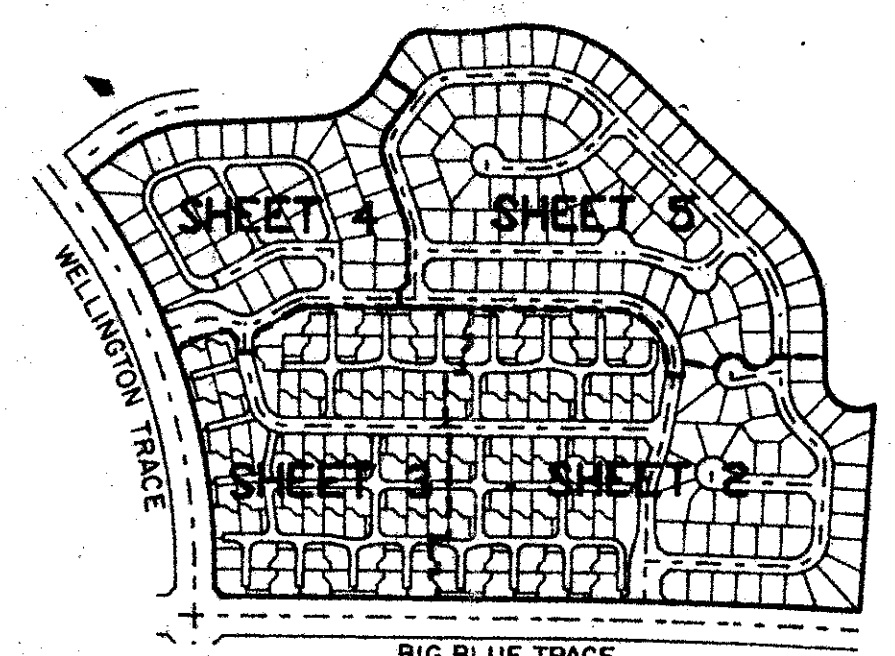 SHEET 4
SHEET 5
WELLINGTON TRACE
SHEET 3
SHEET 2
BIG BLUE TRACE